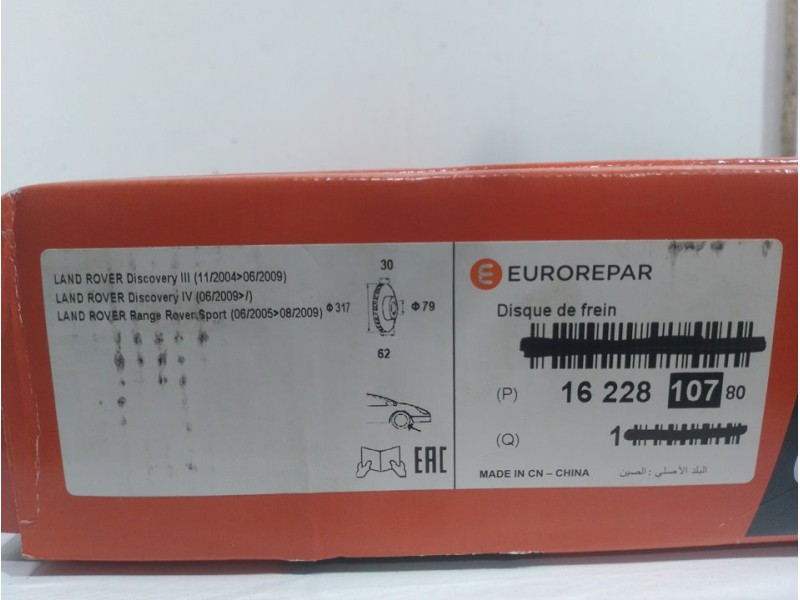 LAND ROVER Discovery III (11/2004>06/2009)
LAND ROVER Discovery IV (06/2009>/)
LAND ROVER Range Rover Sport (06/2005>08/2009)
30
Φ 317
Φ 79
62
EAC
EUROREPAR
Disque de frein
(P) 16 228 107 80
(Q) 1
MADE IN CN – CHINA
البلد الأصلي : الصين